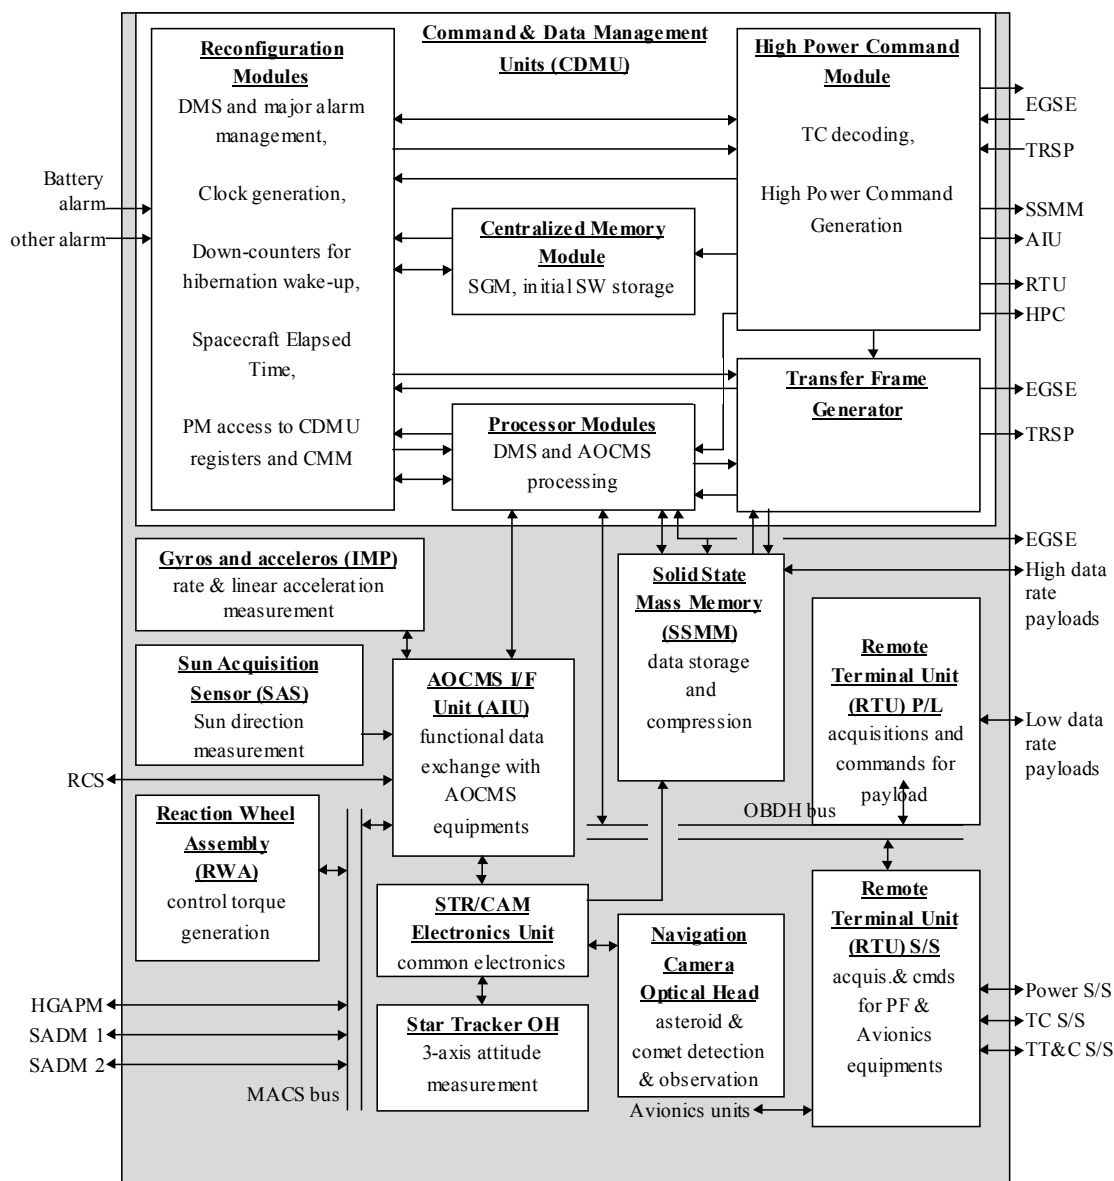 Command & Data Management
Units (CDMU)
Reconfiguration
Modules
DMS and major alarm
management,
Clock generation,
Down-counters for
hibernation wake-up,
Spacecraft Elapsed
Time,
PM access to CDMU
registers and CMM
High Power Command
Module
TC decoding,
High Power Command
Generation
Centralized Memory
Module
SGM, initial SW storage
Transfer Frame
Generator
Processor Modules
DMS and AOCMS
processing
Battery
alarm
other alarm
EGSE
TRSP
SSMM
AIU
RTU
HPC
EGSE
TRSP
EGSE
High data
rate
payloads
Gyros and acceleros (IMP)
rate & linear acceleration
measurement
Sun Acquisition
Sensor (SAS)
Sun direction
measurement
AOCMS I/F
Unit (AIU)
functional data
exchange with
AOCMS
equipments
Solid State
Mass Memory
(SSMM)
data storage
and
compression
Remote
Terminal Unit
(RTU) P/L
acquisitions and
commands for
payload
Low data
rate
payloads
RCS
OBDH bus
Reaction Wheel
Assembly
(RWA)
control torque
generation
STR/CAM
Electronics Unit
common electronics
Navigation
Camera
Optical Head
asteroid &
comet detection
& observation
Remote
Terminal Unit
(RTU) S/S
acquis.& cmds
for PF &
Avionics
equipments
Star Tracker OH
3-axis attitude
measurement
HGAPM
SADM 1
SADM 2
MACS bus
Avionics units
Power S/S
TC S/S
TT&C S/S